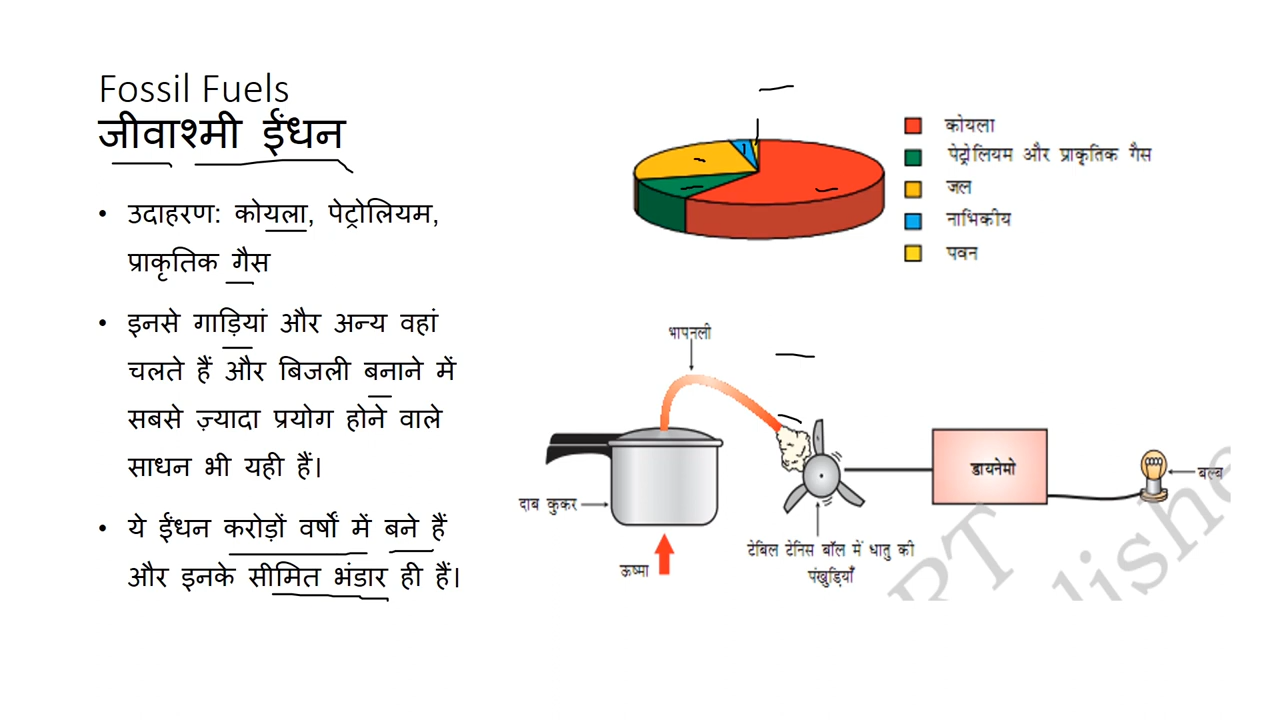 Fossil Fuels
जीवाश्मी ईंधन
• उदाहरण: कोयला, पेट्रोलियम,
प्राकृतिक गैस
• इनसे गाड़ियां और अन्य वहां
चलते हैं और बिजली बनाने में
सबसे ज़्यादा प्रयोग होने वाले
साधन भी यही हैं।
• ये ईंधन करोड़ों वर्षों में बने हैं
और इनके सीमित भंडार ही हैं।
कोयला
पेट्रोलियम और प्राकृतिक गैस
जल
नाभिकीय
पवन
भापनली
दाब कुकर
ऊष्मा
टेबिल टेनिस बॉल में धातु की
पंखुड़ियाँ
डायनेमो
बल्ब